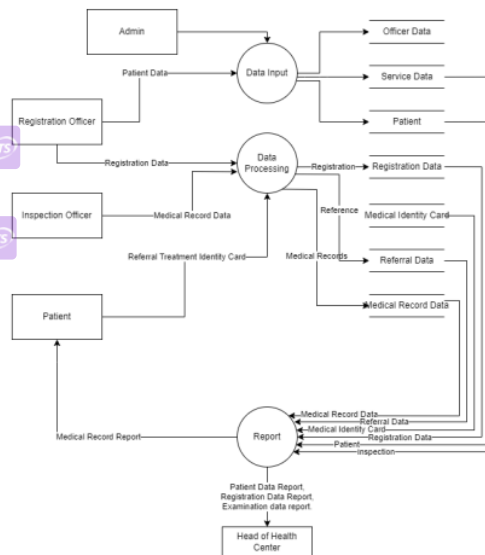 Admin
Officer Data
Data Input
Service Data
Patient Data
Patient
Registration Officer
Data
Processing
Registration Data
Registration
Registration Data
Reference
Inspection Officer
Medical Record Data
Medical Identity Card
Referral Treatment Identity Card
Medical Records
Referral Data
Patient
Medical Record Data
Medical Record Data
Referral Data
Medical Identity Card
Medical Record Report
Report
Registration Data
Patient
Inspection
Patient Data Report,
Registration Data Report,
Examination data report.
Head of Health
Center